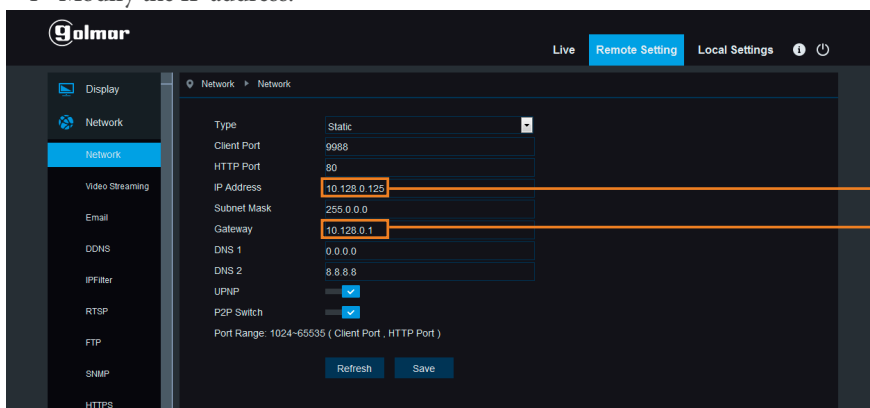 Modify the IP address.
golmar
Live Remote Setting Local Settings
Display
Network ▸ Network
Network
Network
Video Streaming
Email
DDNS
IPFilter
RTSP
FTP
SNMP
HTTPS
Type Static
Client Port 9988
HTTP Port 80
IP Address 10.128.0.125
Subnet Mask 255.0.0.0
Gateway 10.128.0.1
DNS 1 0.0.0.0
DNS 2 8.8.8.8
UPNP
P2P Switch
Port Range: 1024~65535 ( Client Port , HTTP Port )
Refresh Save